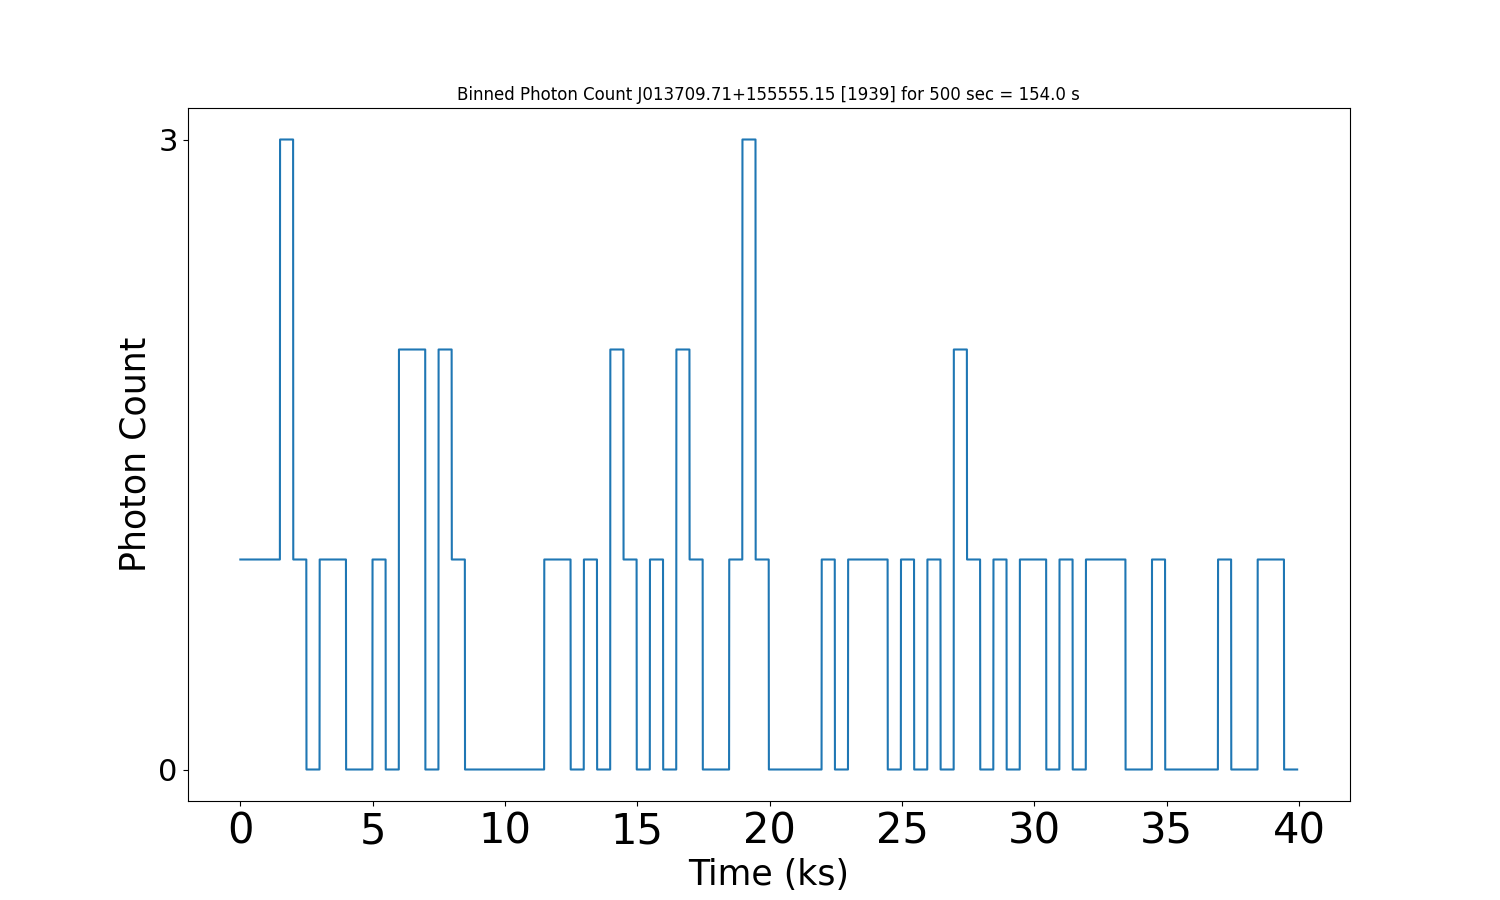 Binned Photon Count J013709.71+155555.15 [1939] for 500 sec = 154.0 s
3
Photon Count
0
0 5 10 15 20 25 30 35 40
Time (ks)